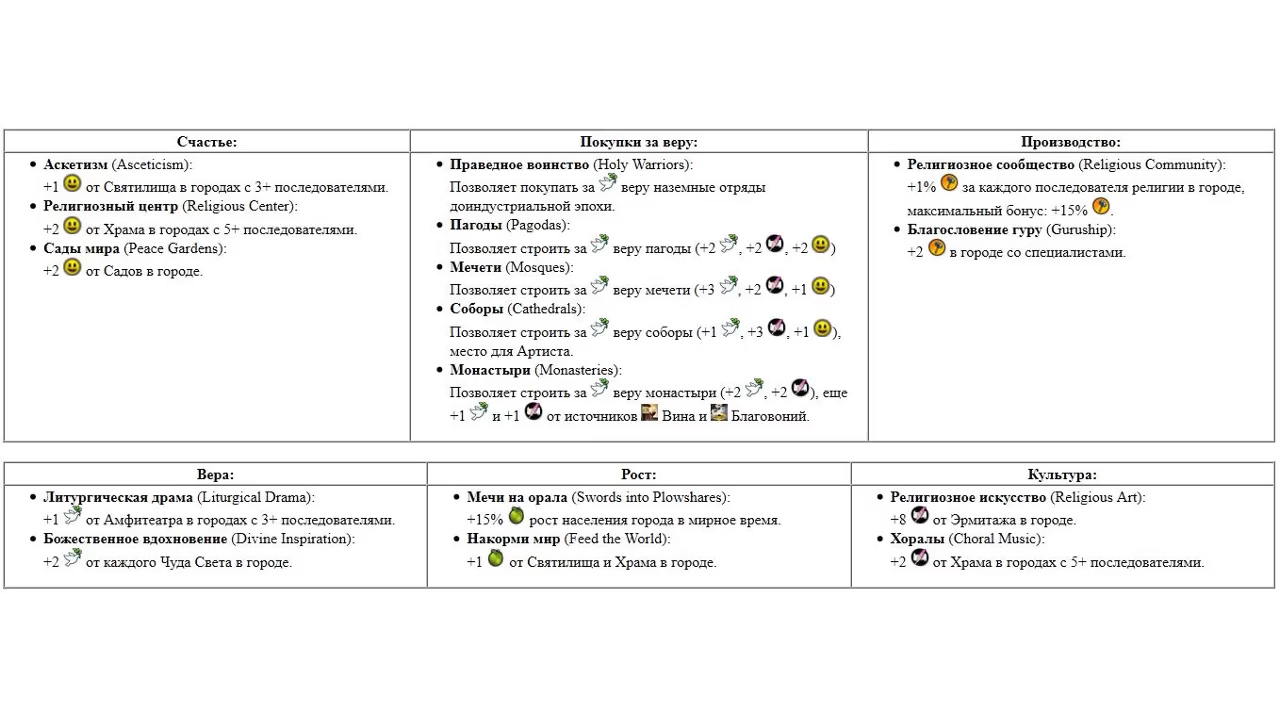 Счастье:
• Аскетизм (Asceticism):
+1 от Святилища в городах с 3+ последователями.
• Религиозный центр (Religious Center):
+2 от Храма в городах с 5+ последователями.
• Сады мира (Peace Gardens):
+2 от Садов в городе.
Покупки за веру:
• Праведное воинство (Holy Warriors):
Позволяет покупать за веру наземные отряды
доиндустриальной эпохи.
• Пагоды (Pagodas):
Позволяет строить за веру пагоды (+2 , +2 , +2 )
• Мечети (Mosques):
Позволяет строить за веру мечети (+3 , +2 , +1 )
• Соборы (Cathedrals):
Позволяет строить за веру соборы (+1 , +3 , +1 ),
место для Артиста.
• Монастыри (Monasteries):
Позволяет строить за веру монастыри (+2 , +2 ), еще
+1 и +1 от источников Вина и Благовоний.
Производство:
• Религиозное сообщество (Religious Community):
+1% за каждого последователя религии в городе,
максимальный бонус: +15% .
• Благословение гуру (Guruship):
+2 в городе со специалистами.
Вера:
• Литургическая драма (Liturgical Drama):
+1 от Амфитеатра в городах с 3+ последователями.
• Божественное вдохновение (Divine Inspiration):
+2 от каждого Чуда Света в городе.
Рост:
• Мечи на орала (Swords into Plowshares):
+15% рост населения города в мирное время.
• Накорми мир (Feed the World):
+1 от Святилища и Храма в городе.
Культура:
• Религиозное искусство (Religious Art):
+8 от Эрмитажа в городе.
• Хоралы (Choral Music):
+2 от Храма в городах с 5+ последователями.